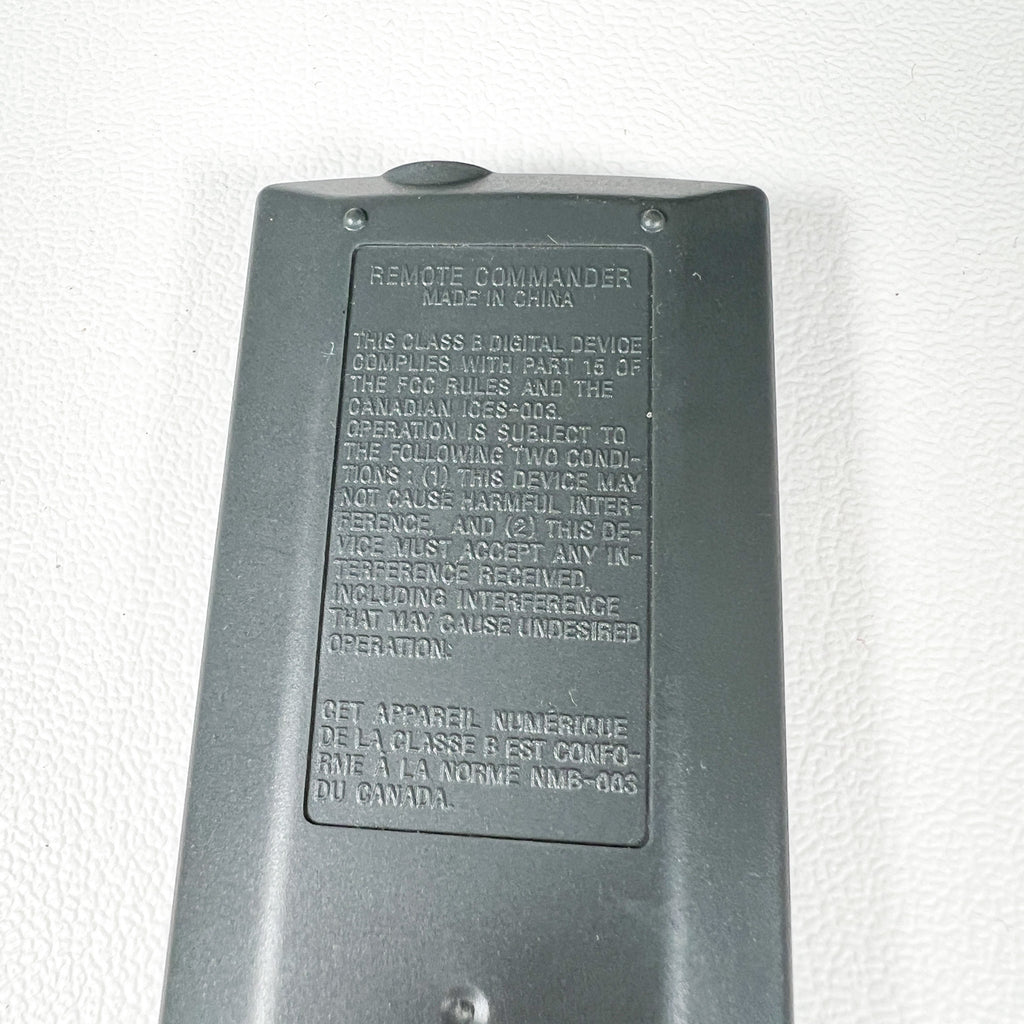 REMOTE COMMANDER
MADE IN CHINA
THIS CLASS B DIGITAL DEVICE
COMPLIES WITH PART 15 OF
THE FCC RULES AND THE
CANADIAN ICES-003.
OPERATION IS SUBJECT TO
THE FOLLOWING TWO CONDI-
TIONS : (1) THIS DEVICE MAY
NOT CAUSE HARMFUL INTER-
FERENCE, AND (2) THIS DE-
VICE MUST ACCEPT ANY IN-
TERFERENCE RECEIVED,
INCLUDING INTERFERENCE
THAT MAY CAUSE UNDESIRED
OPERATION.
CET APPAREIL NUMÉRIQUE
DE LA CLASSE B EST CONFO-
RME À LA NORME NMB-003
DU CANADA.